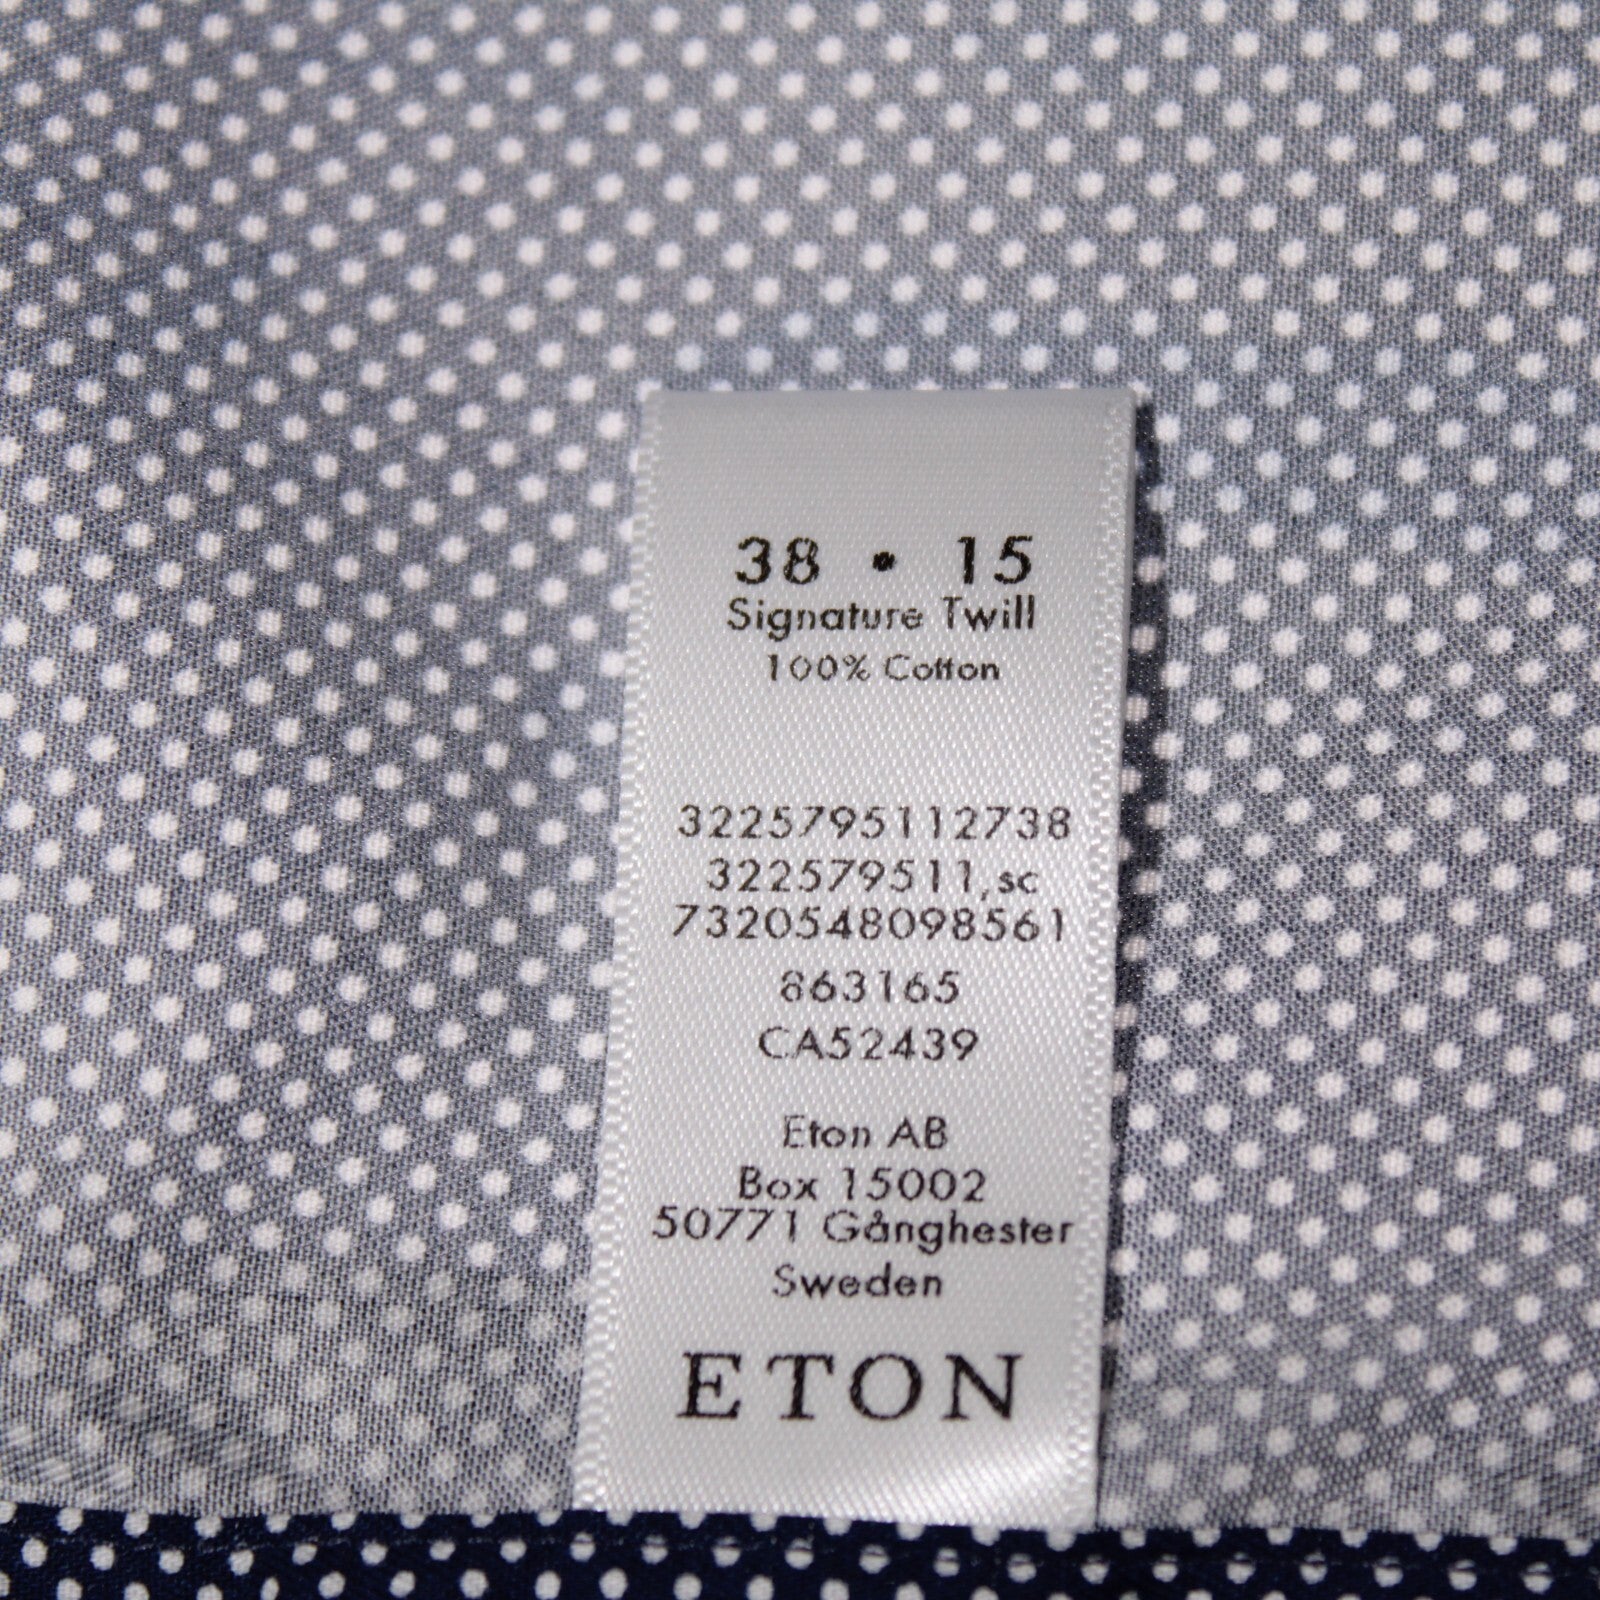 38 • 15
Signature Twill
100% Cotton
3225795112738
322579511,sc
7320548098561
863165
CA52439
Eton AB
Box 15002
50771 Gånghester
Sweden
ETON